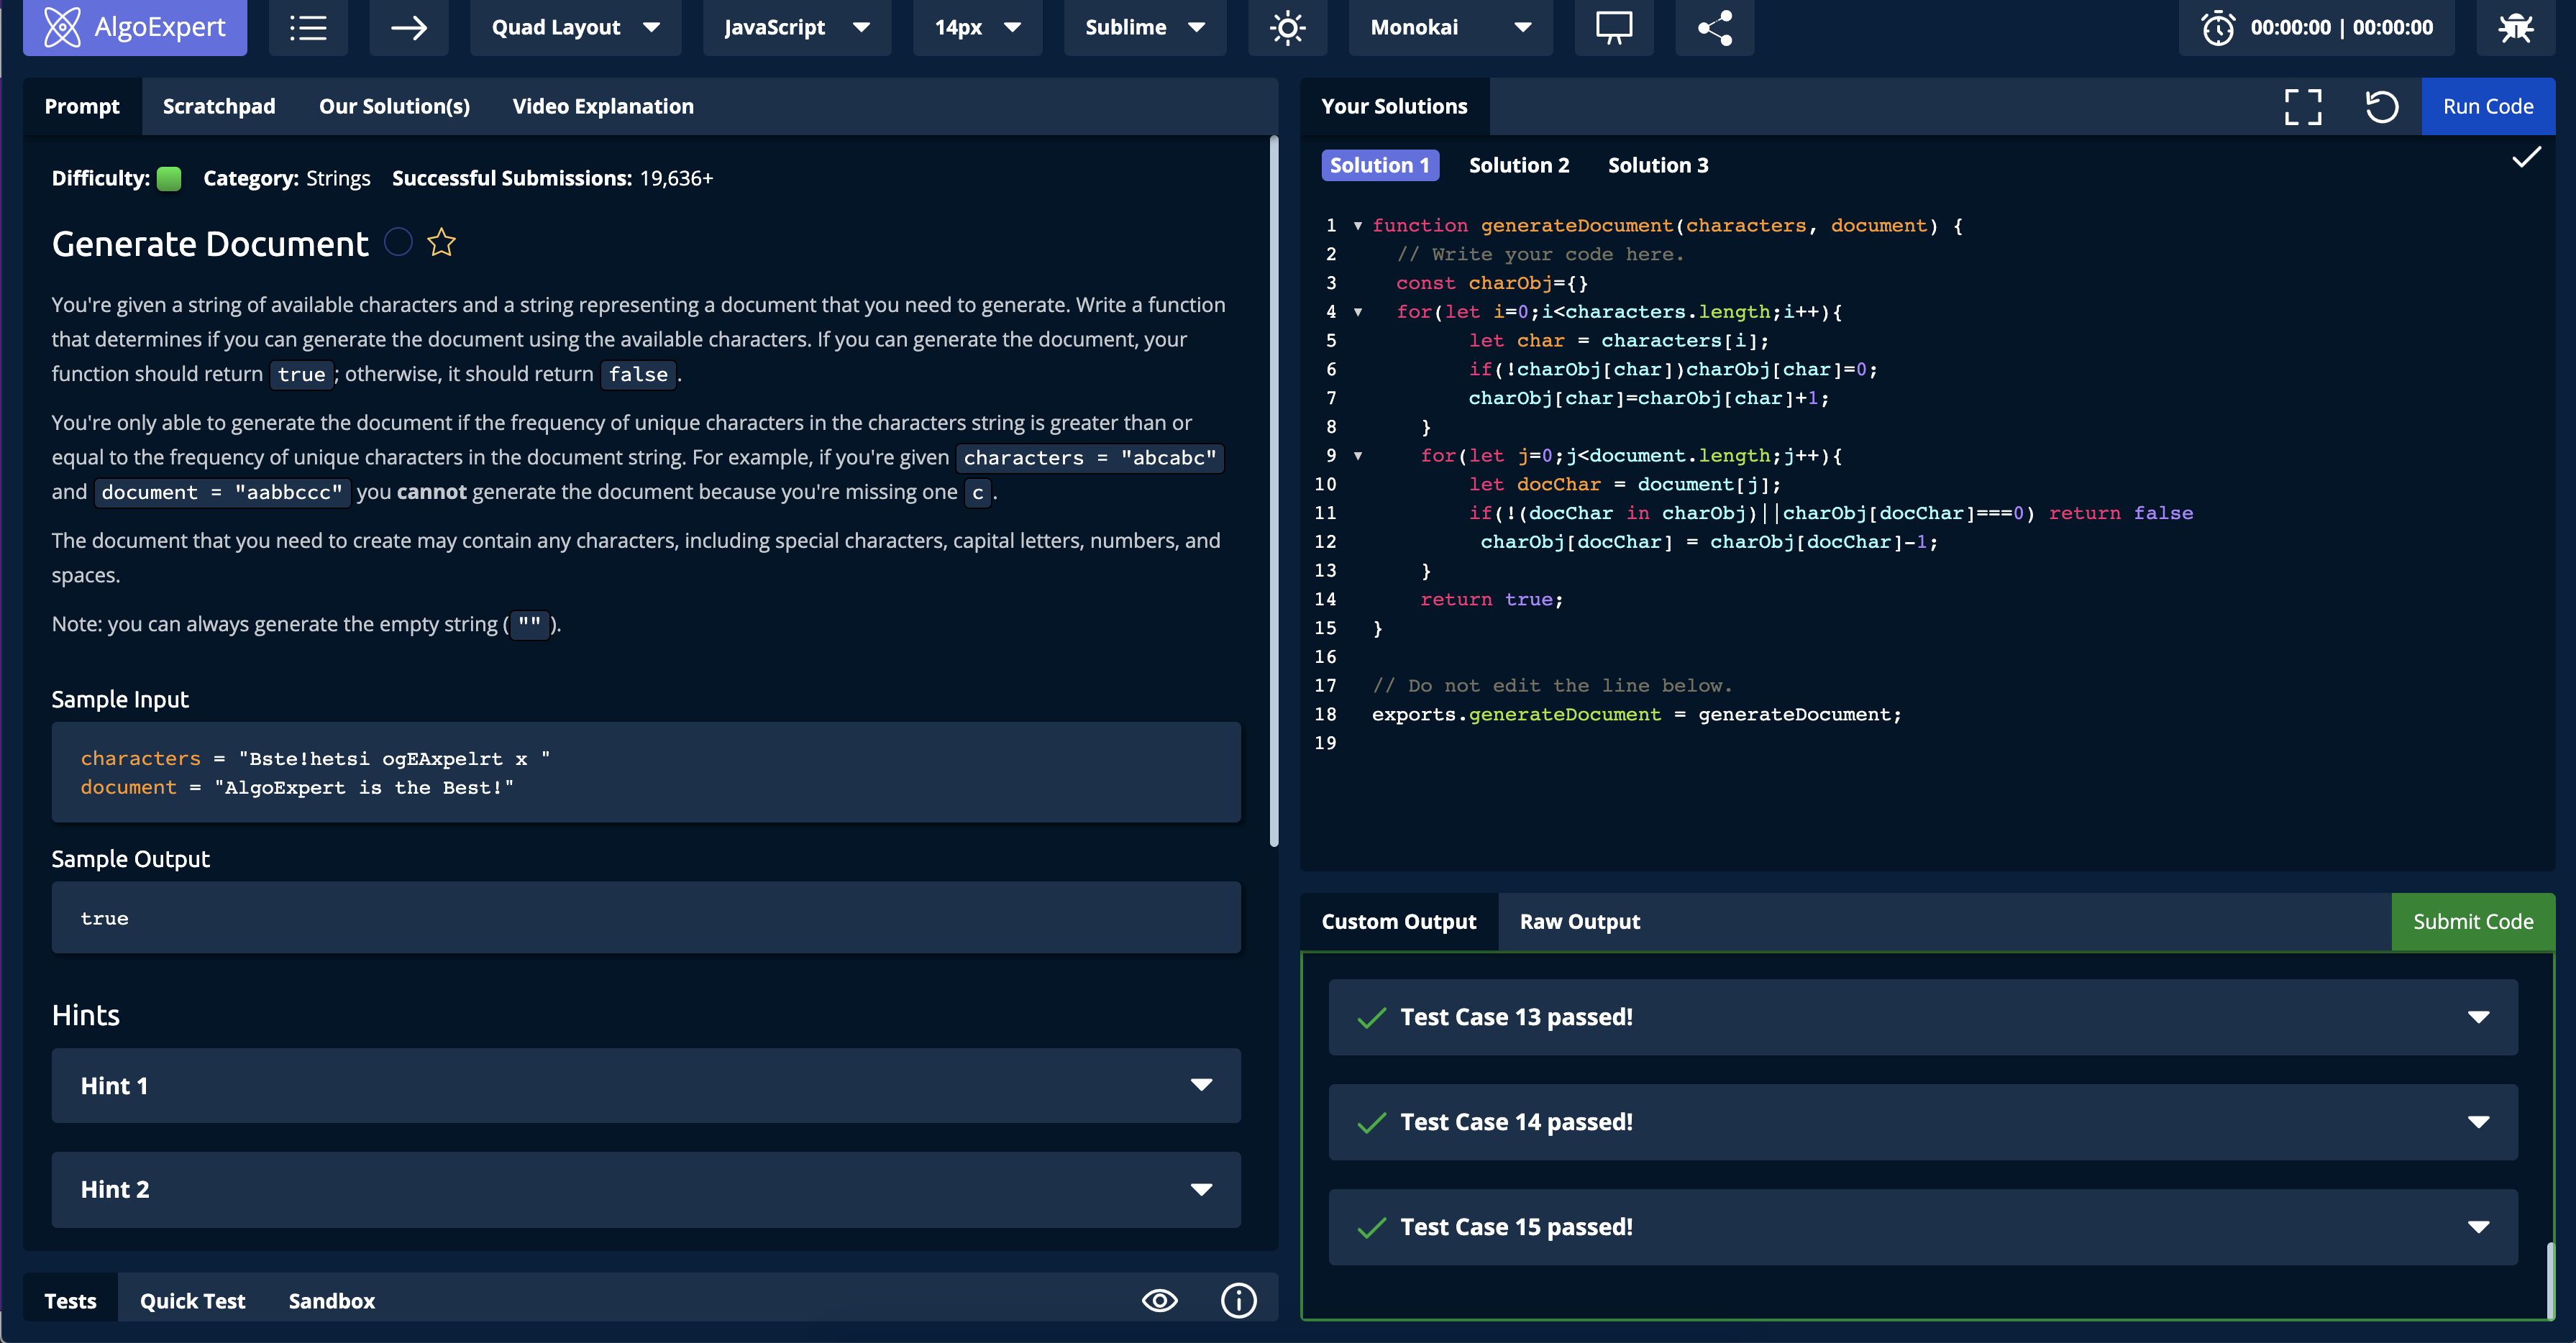 AlgoExpert
Quad Layout
JavaScript
14px
Sublime
Monokai
00:00:00 | 00:00:00
Prompt
Scratchpad
Our Solution(s)
Video Explanation
Difficulty:
Category: Strings
Successful Submissions: 19,636+
Generate Document
You're given a string of available characters and a string representing a document that you need to generate. Write a function
that determines if you can generate the document using the available characters. If you can generate the document, your
function should return true; otherwise, it should return false.
You're only able to generate the document if the frequency of unique characters in the characters string is greater than or
equal to the frequency of unique characters in the document string. For example, if you're given characters = "abcabc"
and document = "aabbccc" you cannot generate the document because you're missing one c.
The document that you need to create may contain any characters, including special characters, capital letters, numbers, and
spaces.
Note: you can always generate the empty string ("").
Sample Input
characters = "Bste!hetsi ogEAxpelrt x "
document = "AlgoExpert is the Best!"
Sample Output
true
Hints
Hint 1
Hint 2
Tests
Quick Test
Sandbox
Your Solutions
Run Code
Solution 1
Solution 2
Solution 3
1 function generateDocument(characters, document) {
2 // Write your code here.
3 const charObj={}
4 for(let i=0;i<characters.length;i++){
5 let char = characters[i];
6 if(!charObj[char])charObj[char]=0;
7 charObj[char]=charObj[char]+1;
8 }
9 for(let j=0;j<document.length;j++){
10 let docChar = document[j];
11 if(!(docChar in charObj)||charObj[docChar]===0) return false
12 charObj[docChar] = charObj[docChar]-1;
13 }
14 return true;
15 }
16
17 // Do not edit the line below.
18 exports.generateDocument = generateDocument;
19
Custom Output
Raw Output
Submit Code
Test Case 13 passed!
Test Case 14 passed!
Test Case 15 passed!